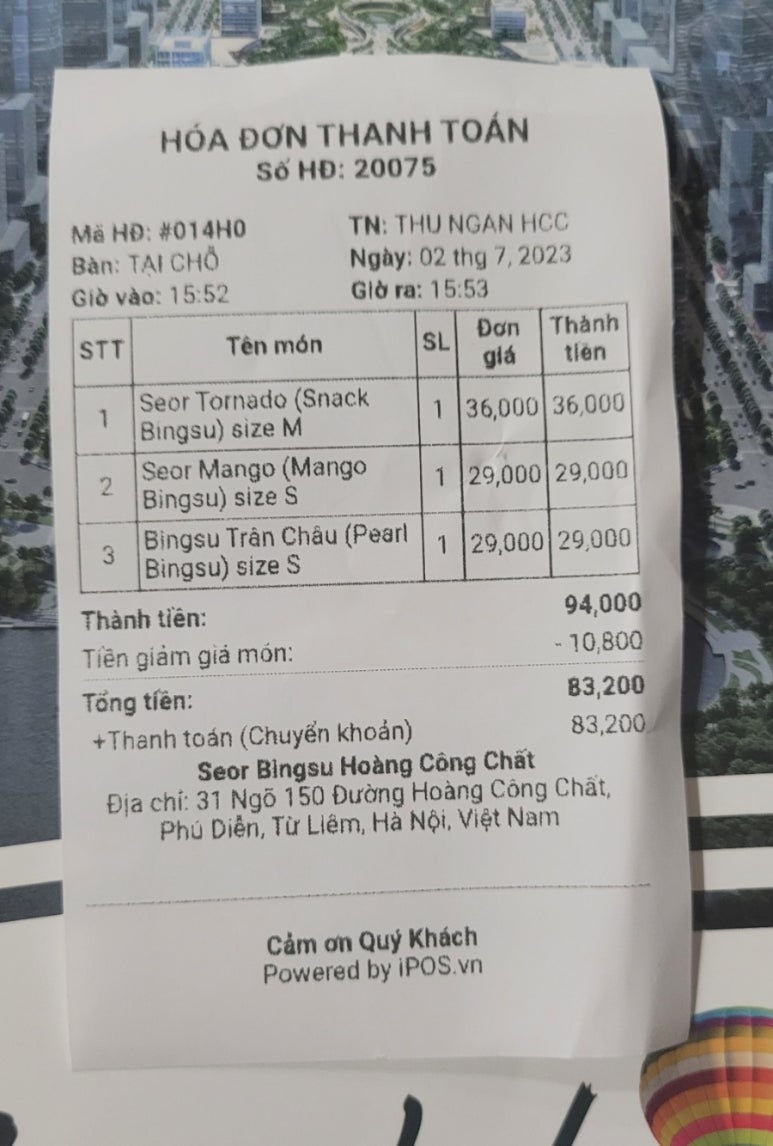 HÓA ĐƠN THANH TOÁN
Số HĐ: 20075
Mã HĐ: #014H0 TN: THU NGAN HCC
Bàn: TẠI CHỖ Ngày: 02 thg 7, 2023
Giờ vào: 15:52 Giờ ra: 15:53
STT Tên món SL Đơn giá Thành tiền
1 Seor Tornado (Snack 1 36,000 36,000
Bingsu) size M
2 Seor Mango (Mango 1 29,000 29,000
Bingsu) size S
3 Bingsu Trân Châu (Pearl 1 29,000 29,000
Bingsu) size S
Thành tiền: 94,000
Tiền giảm giá món: - 10,800
Tổng tiền: 83,200
+Thanh toán (Chuyển khoản) 83,200
Seor Bingsu Hoàng Công Chất
Địa chỉ: 31 Ngõ 150 Đường Hoàng Công Chất,
Phú Diễn, Từ Liêm, Hà Nội, Việt Nam
Cảm ơn Quý Khách
Powered by iPOS.vn